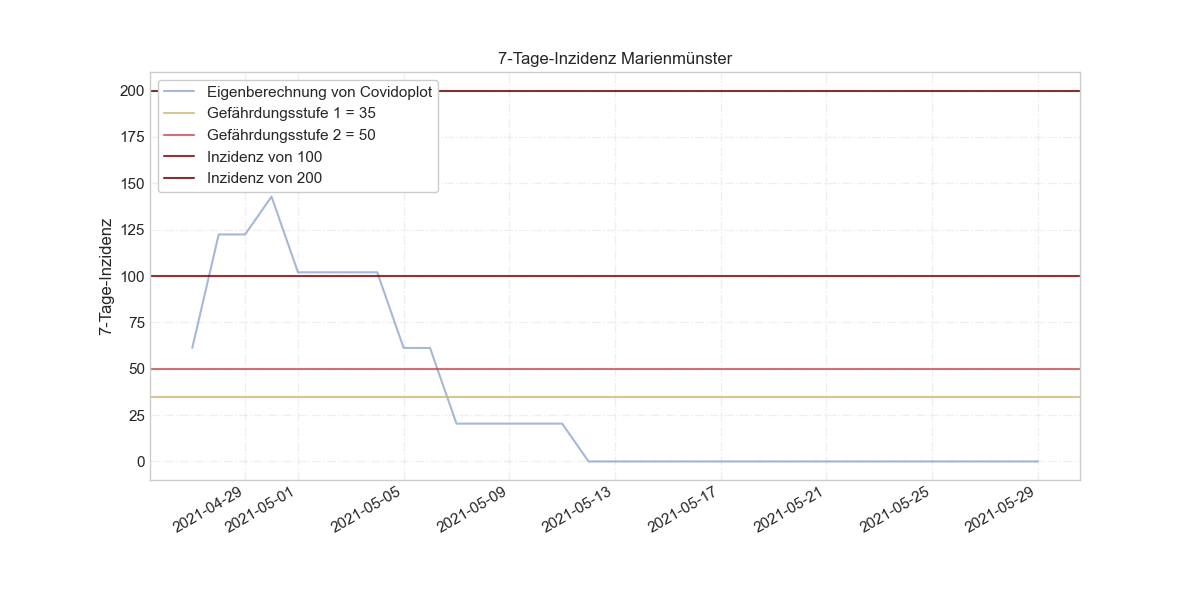 7-Tage-Inzidenz Marienmünster
Eigenberechnung von Covidoplot
Gefährdungsstufe 1 = 35
Gefährdungsstufe 2 = 50
Inzidenz von 100
Inzidenz von 200
7-Tage-Inzidenz
200
175
150
125
100
75
50
25
0
2021-04-29
2021-05-01
2021-05-05
2021-05-09
2021-05-13
2021-05-17
2021-05-21
2021-05-25
2021-05-29